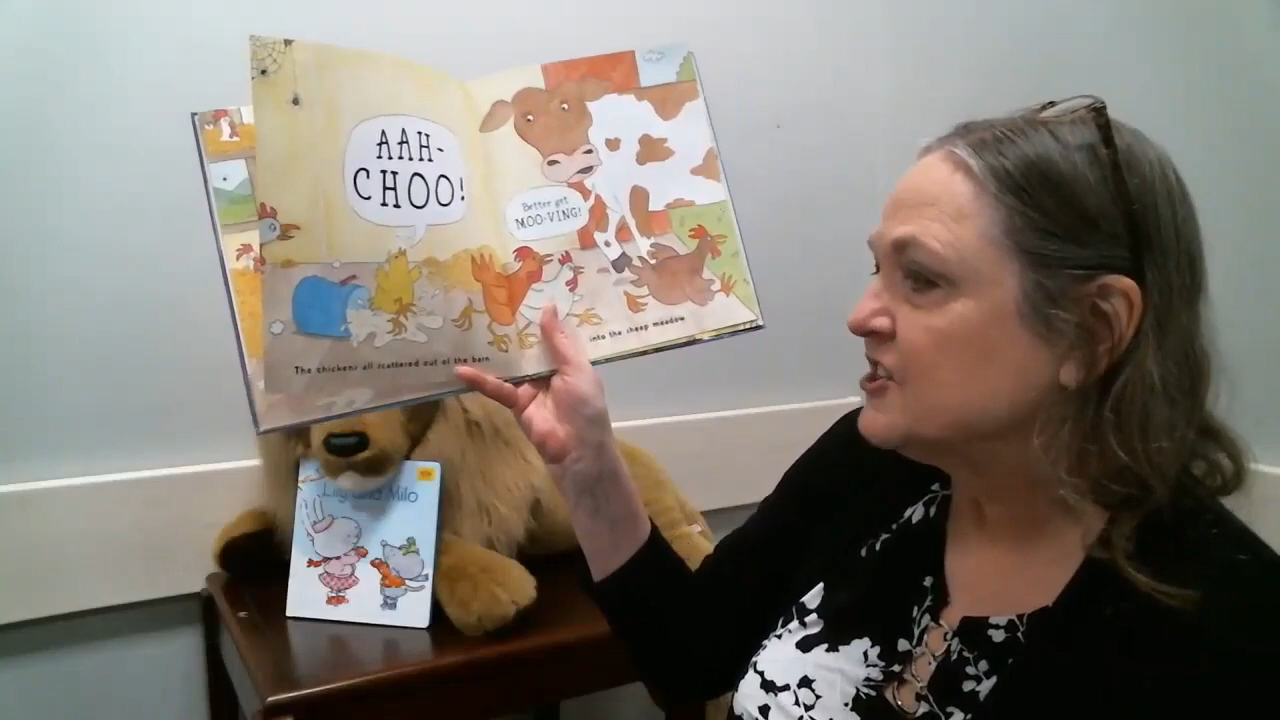 AAH-
CHOO!
Better get
MOO-VING!
The chickens all scattered out of the barn
into the sheep meadow
Lily and Milo